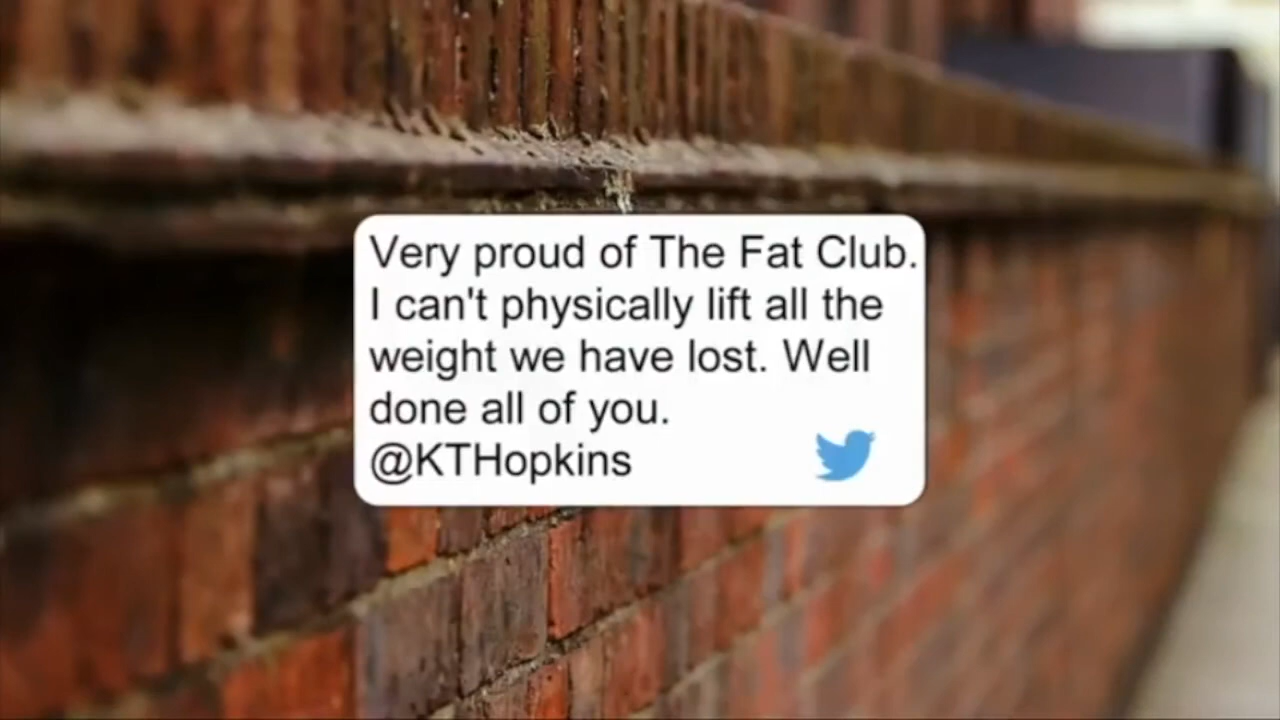 Very proud of The Fat Club.
I can't physically lift all the
weight we have lost. Well
done all of you.
@KTHopkins